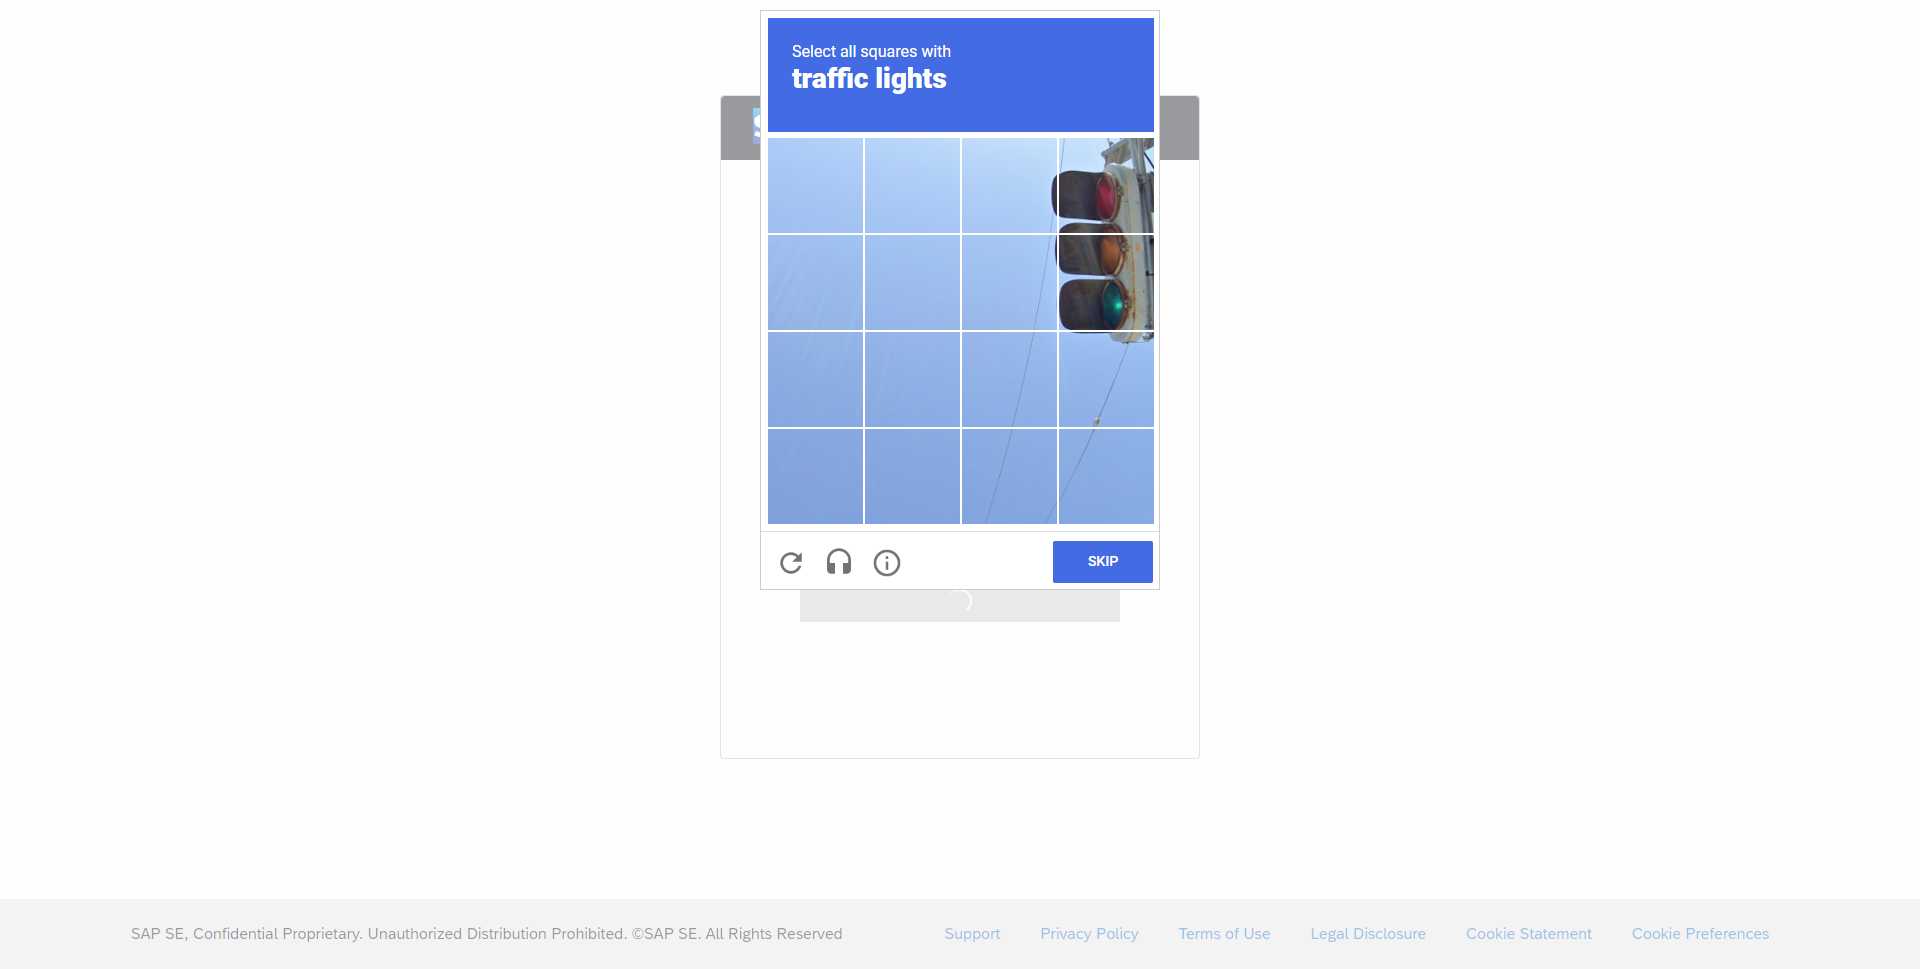 Select all squares with
traffic lights
SKIP
SAP SE, Confidential Proprietary. Unauthorized Distribution Prohibited. ©SAP SE. All Rights Reserved
Support
Privacy Policy
Terms of Use
Legal Disclosure
Cookie Statement
Cookie Preferences